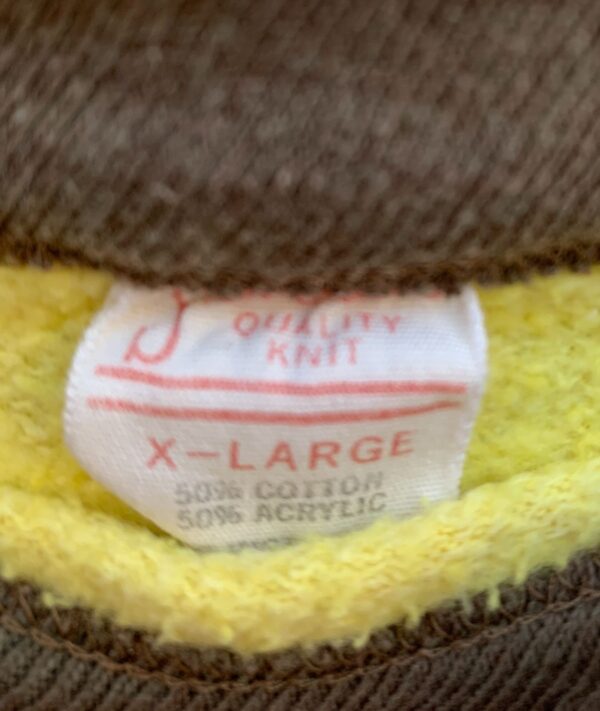 QUALITY
KNIT
X-LARGE
50% COTTON
50% ACRYLIC